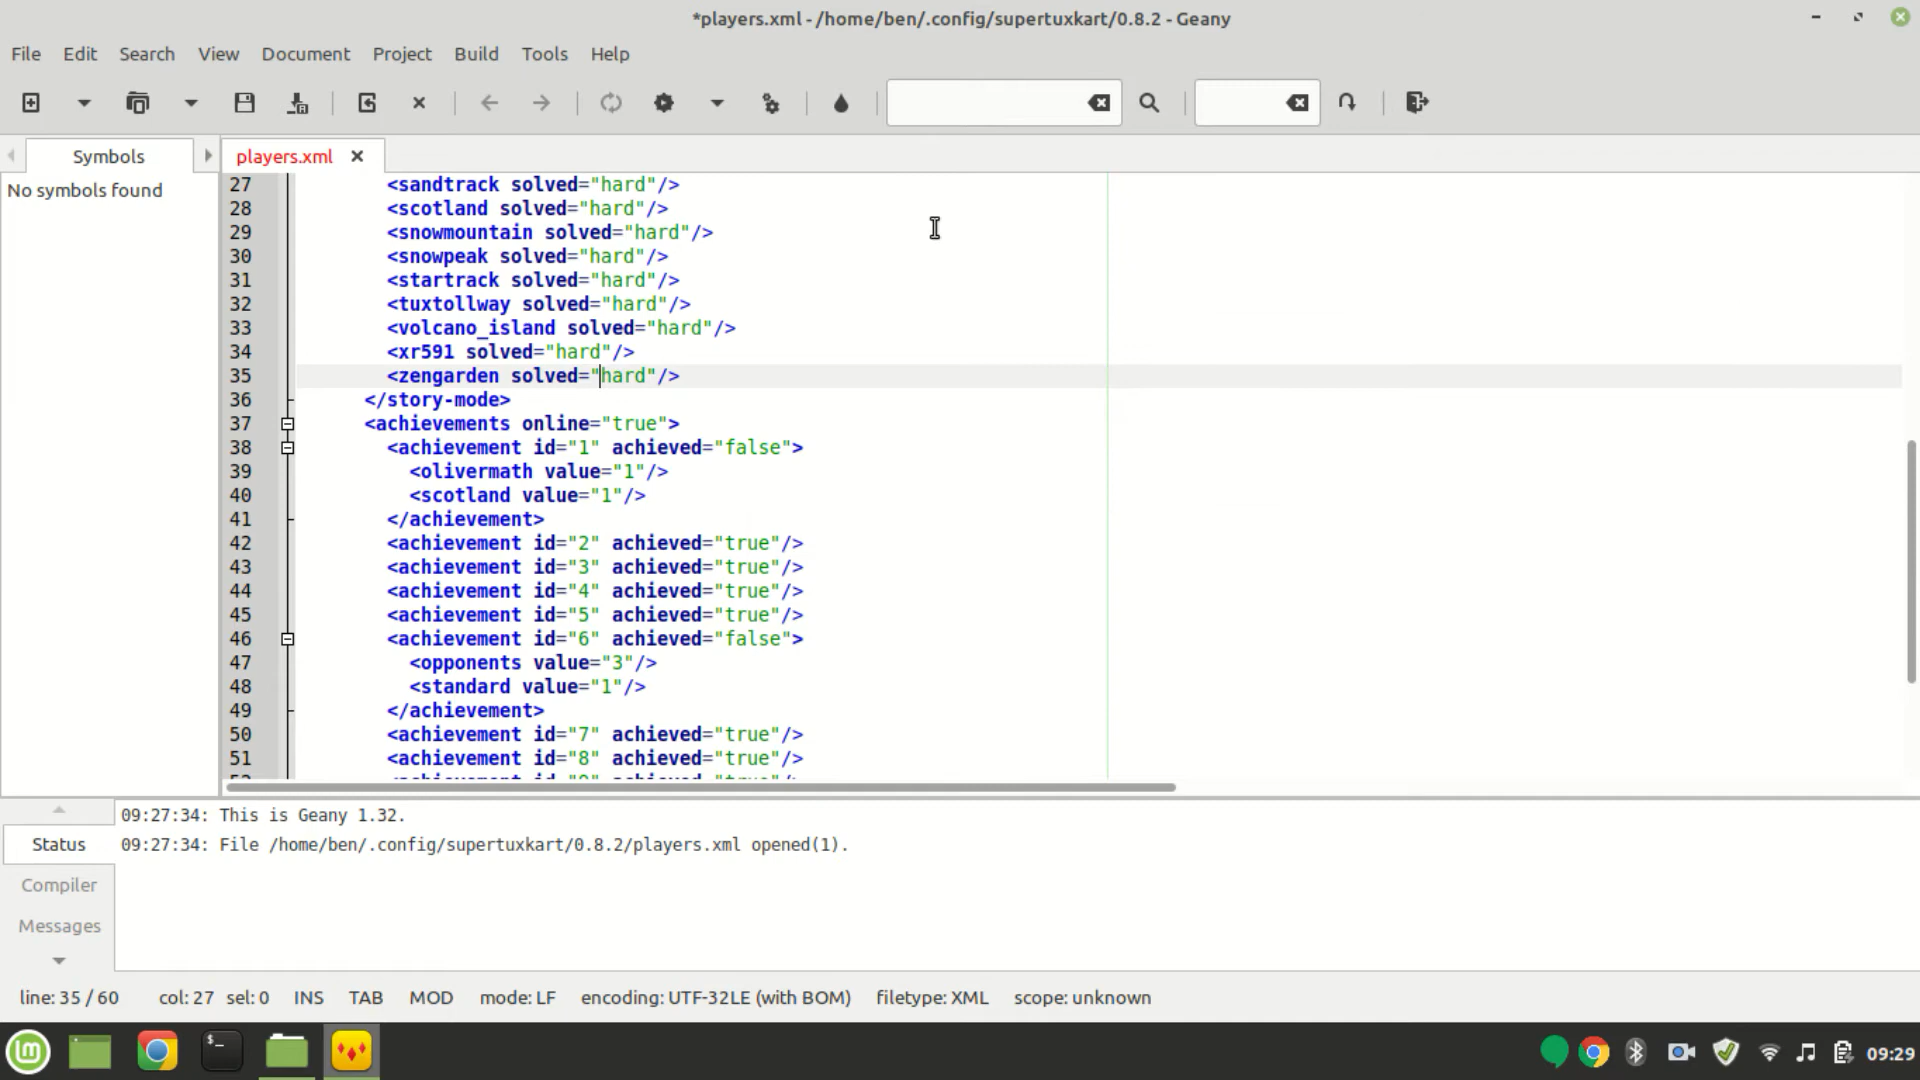 *players.xml - /home/ben/.config/supertuxkart/0.8.2 - Geany
File Edit Search View Document Project Build Tools Help
Symbols
players.xml
No symbols found
27 <sandtrack solved="hard"/>
28 <scotland solved="hard"/>
29 <snowmountain solved="hard"/>
30 <snowpeak solved="hard"/>
31 <startrack solved="hard"/>
32 <tuxtollway solved="hard"/>
33 <volcano_island solved="hard"/>
34 <xr591 solved="hard"/>
35 <zengarden solved="hard"/>
36 </story-mode>
37 <achievements online="true">
38 <achievement id="1" achieved="false">
39 <olivermath value="1"/>
40 <scotland value="1"/>
41 </achievement>
42 <achievement id="2" achieved="true"/>
43 <achievement id="3" achieved="true"/>
44 <achievement id="4" achieved="true"/>
45 <achievement id="5" achieved="true"/>
46 <achievement id="6" achieved="false">
47 <opponents value="3"/>
48 <standard value="1"/>
49 </achievement>
50 <achievement id="7" achieved="true"/>
51 <achievement id="8" achieved="true"/>
09:27:34: This is Geany 1.32.
Status
09:27:34: File /home/ben/.config/supertuxkart/0.8.2/players.xml opened(1).
Compiler
Messages
line: 35 / 60 col: 27 sel: 0 INS TAB MOD mode: LF encoding: UTF-32LE (with BOM) filetype: XML scope: unknown
09:29